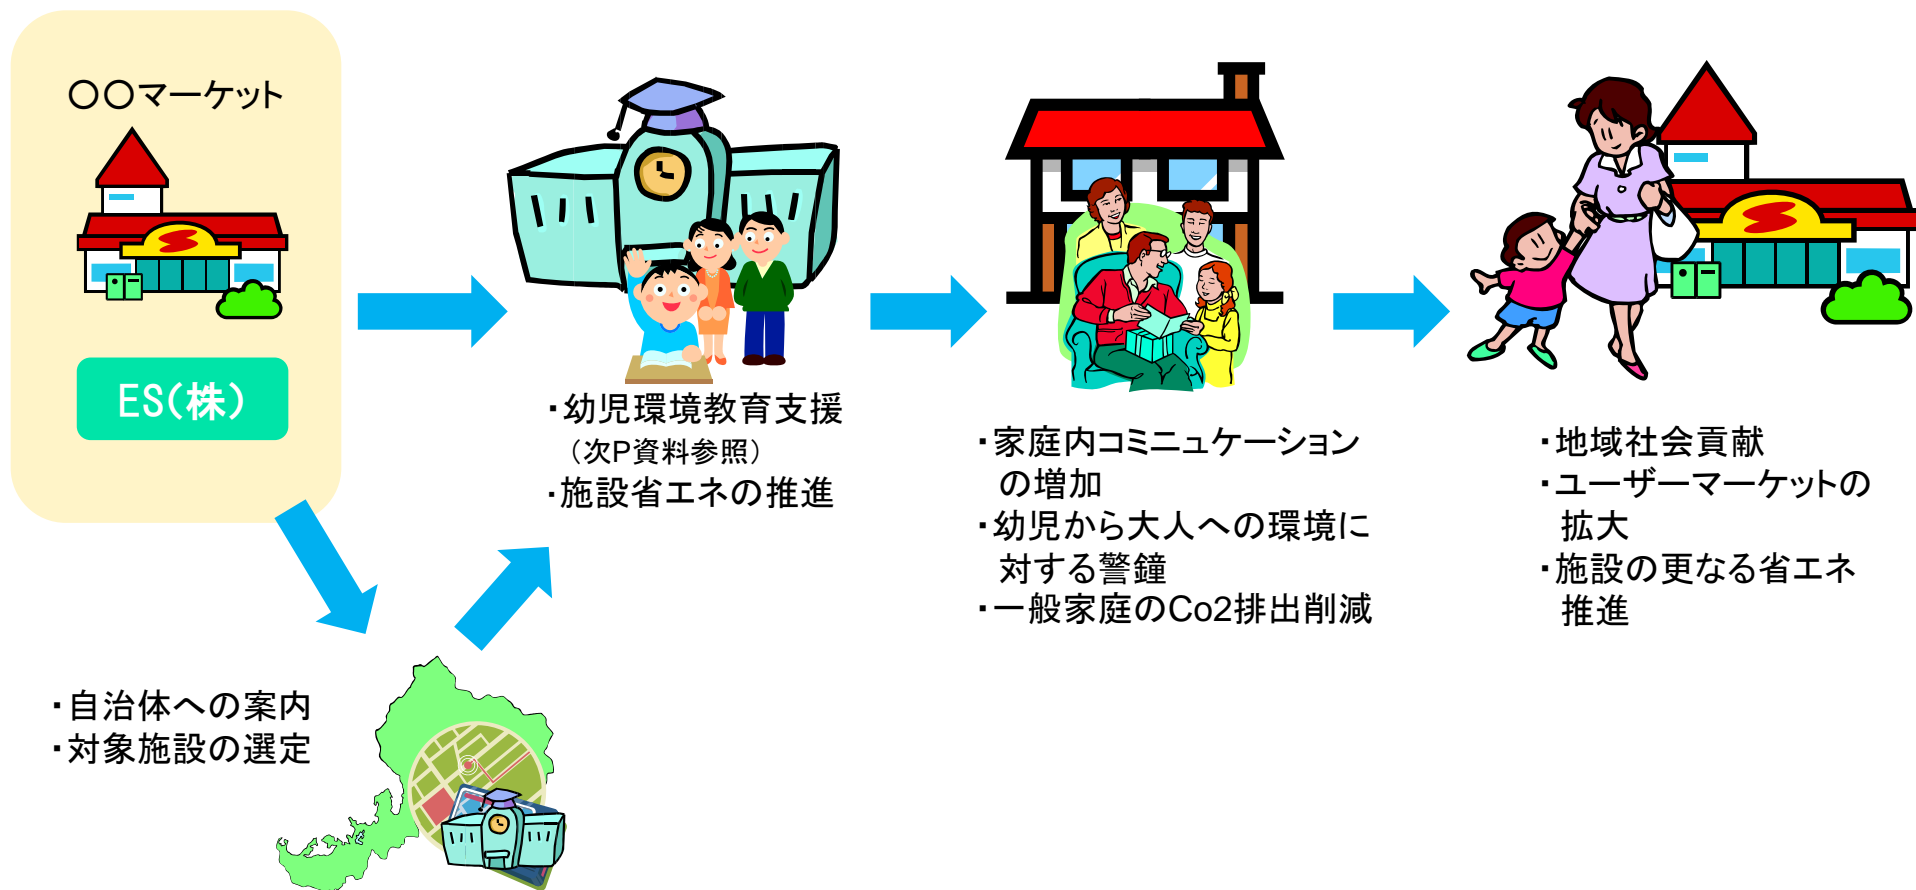 〇〇マーケット
ES(株)
・幼児環境教育支援
（次P資料参照）
・施設省エネの推進
・家庭内コミニュケーション
の増加
・幼児から大人への環境に
対する警鐘
・一般家庭のCo2排出削減
・地域社会貢献
・ユーザーマーケットの
拡大
・施設の更なる省エネ
推進
・自治体への案内
・対象施設の選定